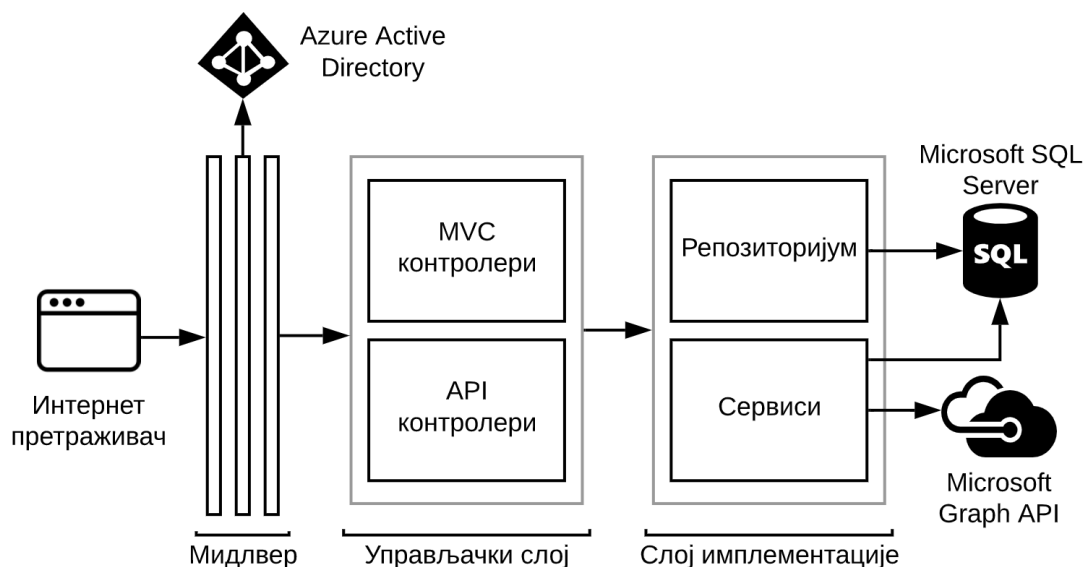 Azure Active
Directory
Microsoft SQL
Server
MVC
контролери
Репозиторијум
SQL
API
контролери
Сервиси
Интернет
претраживач
Microsoft
Graph API
Мидлвер
Управљачки слој
Слој имплементације